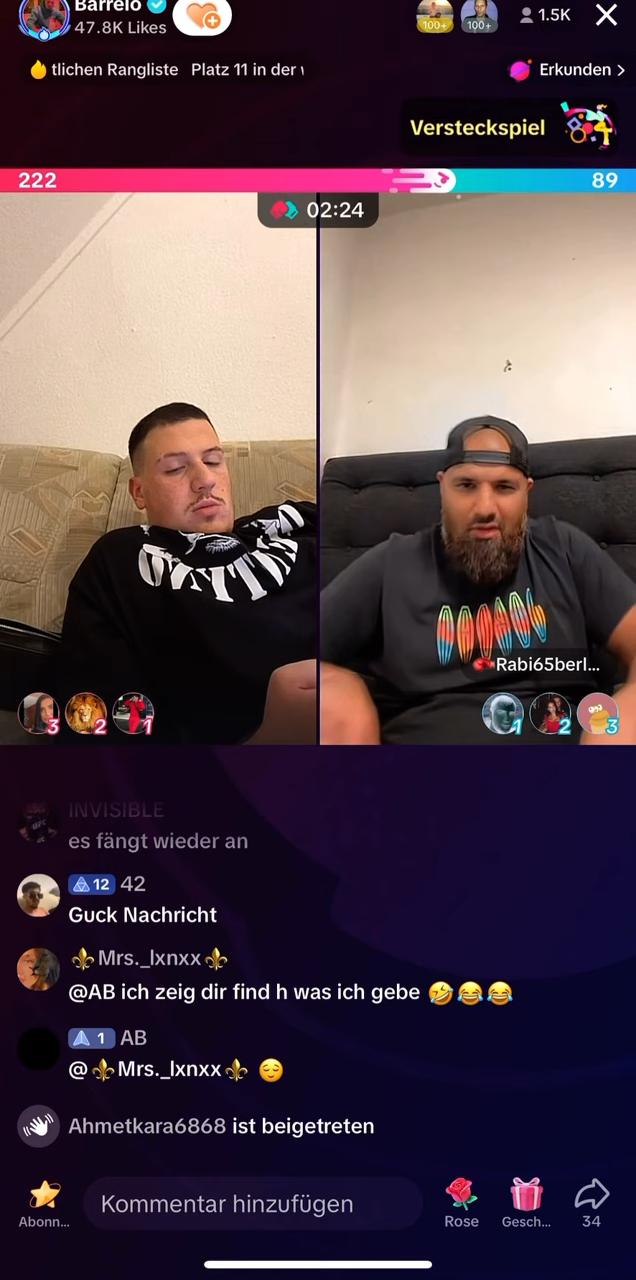 Barrelo
47.8K Likes
100+
100+
1.5K
tlichen Rangliste Platz 11 in der
Erkunden >
Versteckspiel
222
89
02:24
Rabi65berl...
3
2
1
1
2
3
INVISIBLE
es fängt wieder an
12 42
Guck Nachricht
⚜️Mrs._lxnxx⚜️
@AB ich zeig dir find h was ich gebe 🤣😂😂
1 AB
@⚜️Mrs._lxnxx⚜️ 😌
Ahmetkara6868 ist beigetreten
Abonn...
Kommentar hinzufügen
Rose
Gesch...
34